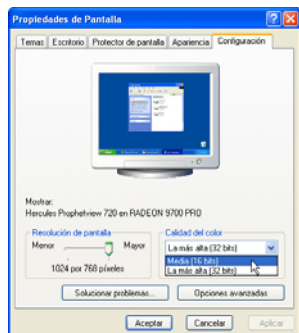 Propiedades de Pantalla
Temas Escritorio Protector de pantalla Apariencia Configuración
Mostrar:
Hercules Prophetview 720 en RADEON 9700 PRO
Resolución de pantalla
Menor Mayor
1024 por 768 píxeles
Calidad del color
La más alta (32 bits)
Media (16 bits)
La más alta (32 bits)
Solucionar problemas... Opciones avanzadas
Aceptar Cancelar Aplicar